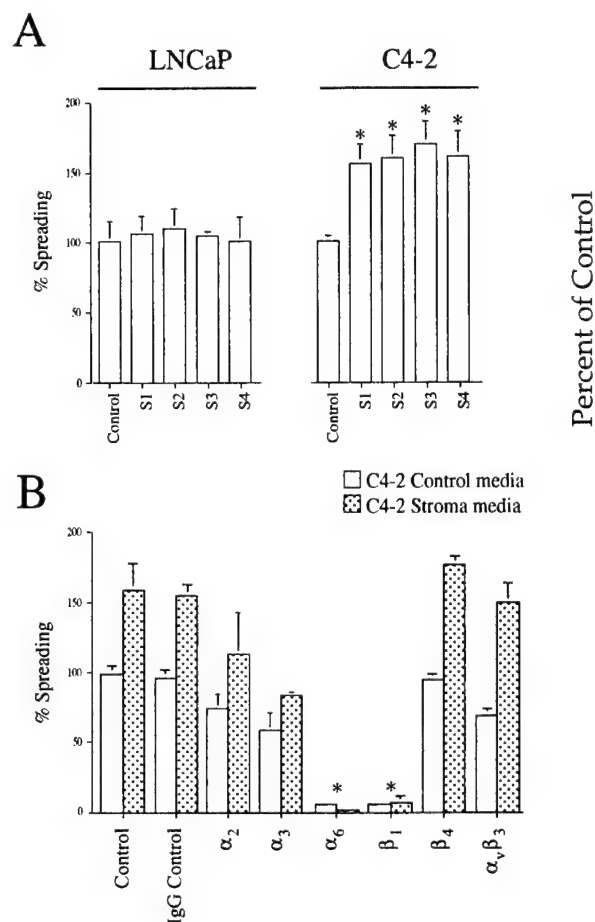 A
LNCaP
C4-2
% Spreading
200
150
100
50
0
* * * *
Control S1 S2 S3 S4
S1 S2 S3 S4 Control
Percent of Control
B
C4-2 Control media
C4-2 Stroma media
% Spreading
200
150
100
50
0
* *
Control IgG Control α2 α3 α6 β1 β4 αvβ3